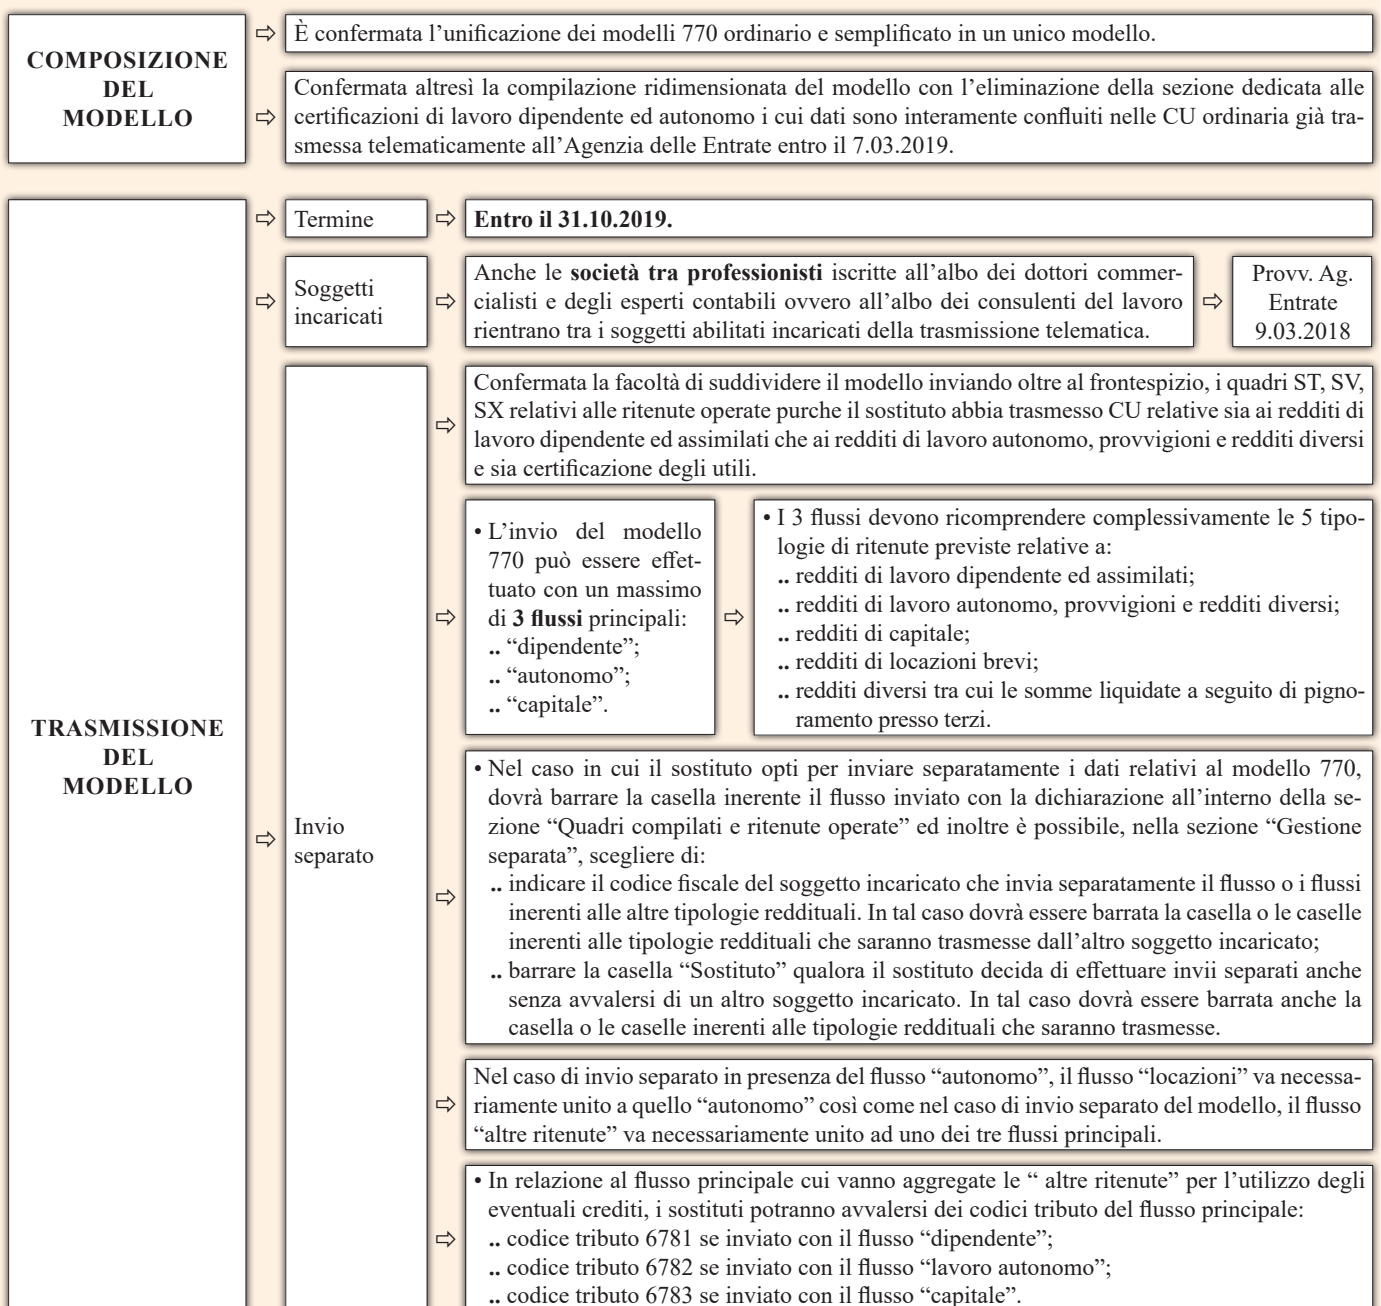 COMPOSIZIONE
DEL
MODELLO
⇨ È confermata l’unificazione dei modelli 770 ordinario e semplificato in un unico modello.
⇨ Confermata altresì la compilazione ridimensionata del modello con l’eliminazione della sezione dedicata alle
certificazioni di lavoro dipendente ed autonomo i cui dati sono interamente confluiti nelle CU ordinaria già tra-
smessa telematicamente all’Agenzia delle Entrate entro il 7.03.2019.
TRASMISSIONE
DEL
MODELLO
⇨ Termine ⇨ Entro il 31.10.2019.
⇨ Soggetti
incaricati
⇨ Anche le società tra professionisti iscritte all’albo dei dottori commer-
cialisti e degli esperti contabili ovvero all’albo dei consulenti del lavoro
rientrano tra i soggetti abilitati incaricati della trasmissione telematica.
⇨ Provv. Ag.
Entrate
9.03.2018
⇨ Invio
separato
⇨ Confermata la facoltà di suddividere il modello inviando oltre al frontespizio, i quadri ST, SV,
SX relativi alle ritenute operate purche il sostituto abbia trasmesso CU relative sia ai redditi di
lavoro dipendente ed assimilati che ai redditi di lavoro autonomo, provvigioni e redditi diversi
e sia certificazione degli utili.
⇨ • L’invio del modello
770 può essere effet-
tuato con un massimo
di 3 flussi principali:
.. “dipendente”;
.. “autonomo”;
.. “capitale”.
⇨ • I 3 flussi devono ricomprendere complessivamente le 5 tipo-
logie di ritenute previste relative a:
.. redditi di lavoro dipendente ed assimilati;
.. redditi di lavoro autonomo, provvigioni e redditi diversi;
.. redditi di capitale;
.. redditi di locazioni brevi;
.. redditi diversi tra cui le somme liquidate a seguito di pigno-
ramento presso terzi.
⇨ • Nel caso in cui il sostituto opti per inviare separatamente i dati relativi al modello 770,
dovrà barrare la casella inerente il flusso inviato con la dichiarazione all’interno della se-
zione “Quadri compilati e ritenute operate” ed inoltre è possibile, nella sezione “Gestione
separata”, scegliere di:
.. indicare il codice fiscale del soggetto incaricato che invia separatamente il flusso o i flussi
inerenti alle altre tipologie reddituali. In tal caso dovrà essere barrata la casella o le caselle
inerenti alle tipologie reddituali che saranno trasmesse dall’altro soggetto incaricato;
.. barrare la casella “Sostituto” qualora il sostituto decida di effettuare invii separati anche
senza avvalersi di un altro soggetto incaricato. In tal caso dovrà essere barrata anche la
casella o le caselle inerenti alle tipologie reddituali che saranno trasmesse.
⇨ Nel caso di invio separato in presenza del flusso “autonomo”, il flusso “locazioni” va necessa-
riamente unito a quello “autonomo” così come nel caso di invio separato del modello, il flusso
“altre ritenute” va necessariamente unito ad uno dei tre flussi principali.
⇨ • In relazione al flusso principale cui vanno aggregate le “ altre ritenute” per l’utilizzo degli
eventuali crediti, i sostituti potranno avvalersi dei codici tributo del flusso principale:
.. codice tributo 6781 se inviato con il flusso “dipendente”;
.. codice tributo 6782 se inviato con il flusso “lavoro autonomo”;
.. codice tributo 6783 se inviato con il flusso “capitale”.